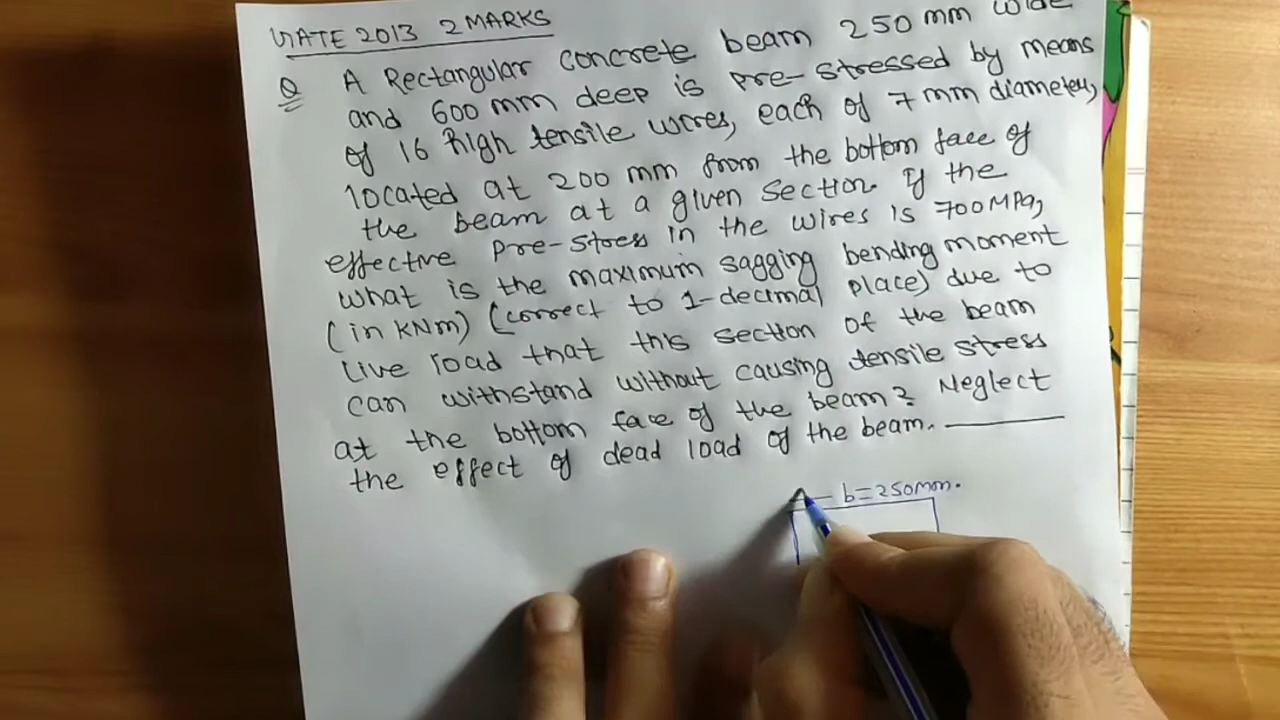 GATE 2013 2 MARKS
Q A Rectangular concrete beam 250 mm wide
and 600 mm deep is pre-stressed by means
of 16 high tensile wires, each of 7 mm diameter,
located at 200 mm from the bottom face of
the beam at a given section. If the
effective pre-stress in the wires is 700 MPa,
what is the maximum sagging bending moment
(in kNm) (correct to 1-decimal place) due to
live load that this section of the beam
can withstand without causing tensile stress
at the bottom face of the beam? Neglect
the effect of dead load of the beam.
b=250mm.